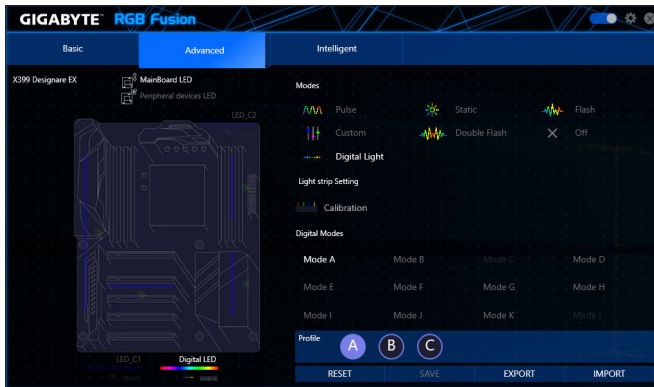 GIGABYTE™ RGB Fusion
Basic Advanced Intelligent
X399 Designare EX
MainBoard LED
Peripheral devices LED
LED_C2
Modes
Pulse Static Flash
Custom Double Flash Off
Digital Light
Light strip Setting
Calibration
Digital Modes
Mode A Mode B Mode C Mode D
Mode E Mode F Mode G Mode H
Mode I Mode J Mode K Mode L
Profile A B C
LED_C1 Digital LED
RESET SAVE EXPORT IMPORT